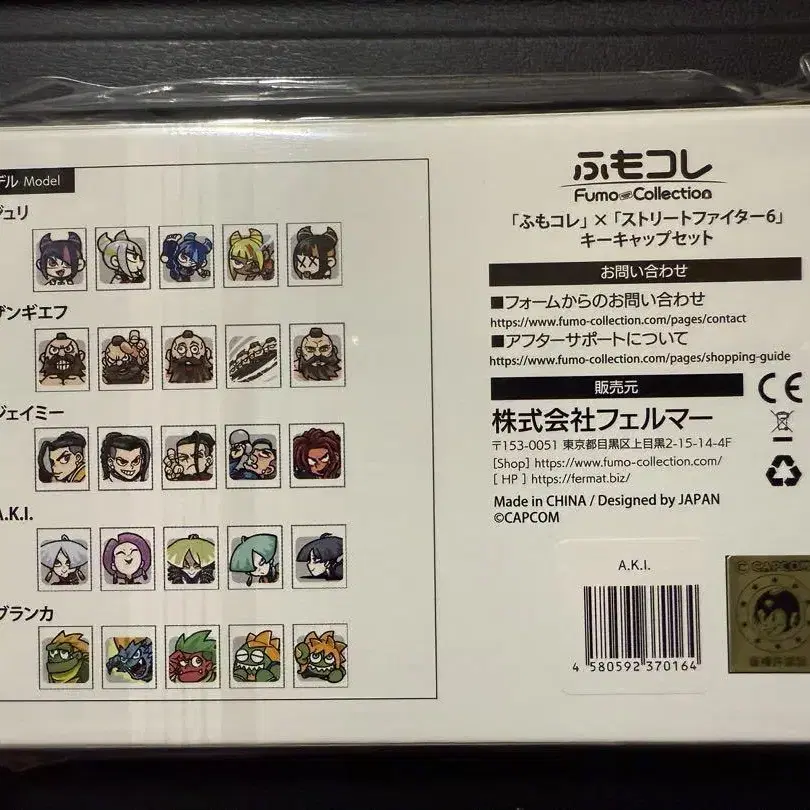 デル Model
ジュリ
ザンギエフ
ジェイミー
A.K.I.
ブランカ
ふもコレ
Fumo Collection
「ふもコレ」×「ストリートファイター6」
キーキャップセット
お問い合わせ
■フォームからのお問い合わせ
https://www.fumo-collection.com/pages/contact
■アフターサポートについて
https://www.fumo-collection.com/pages/shopping-guide
販売元
CE
株式会社フェルマー
〒153-0051 東京都目黒区上目黒2-15-14-4F
[Shop] https://www.fumo-collection.com/
[ HP ] https://fermat.biz/
Made in CHINA / Designed by JAPAN
©CAPCOM
A.K.I.
4 580592 370164
© CAPCOM